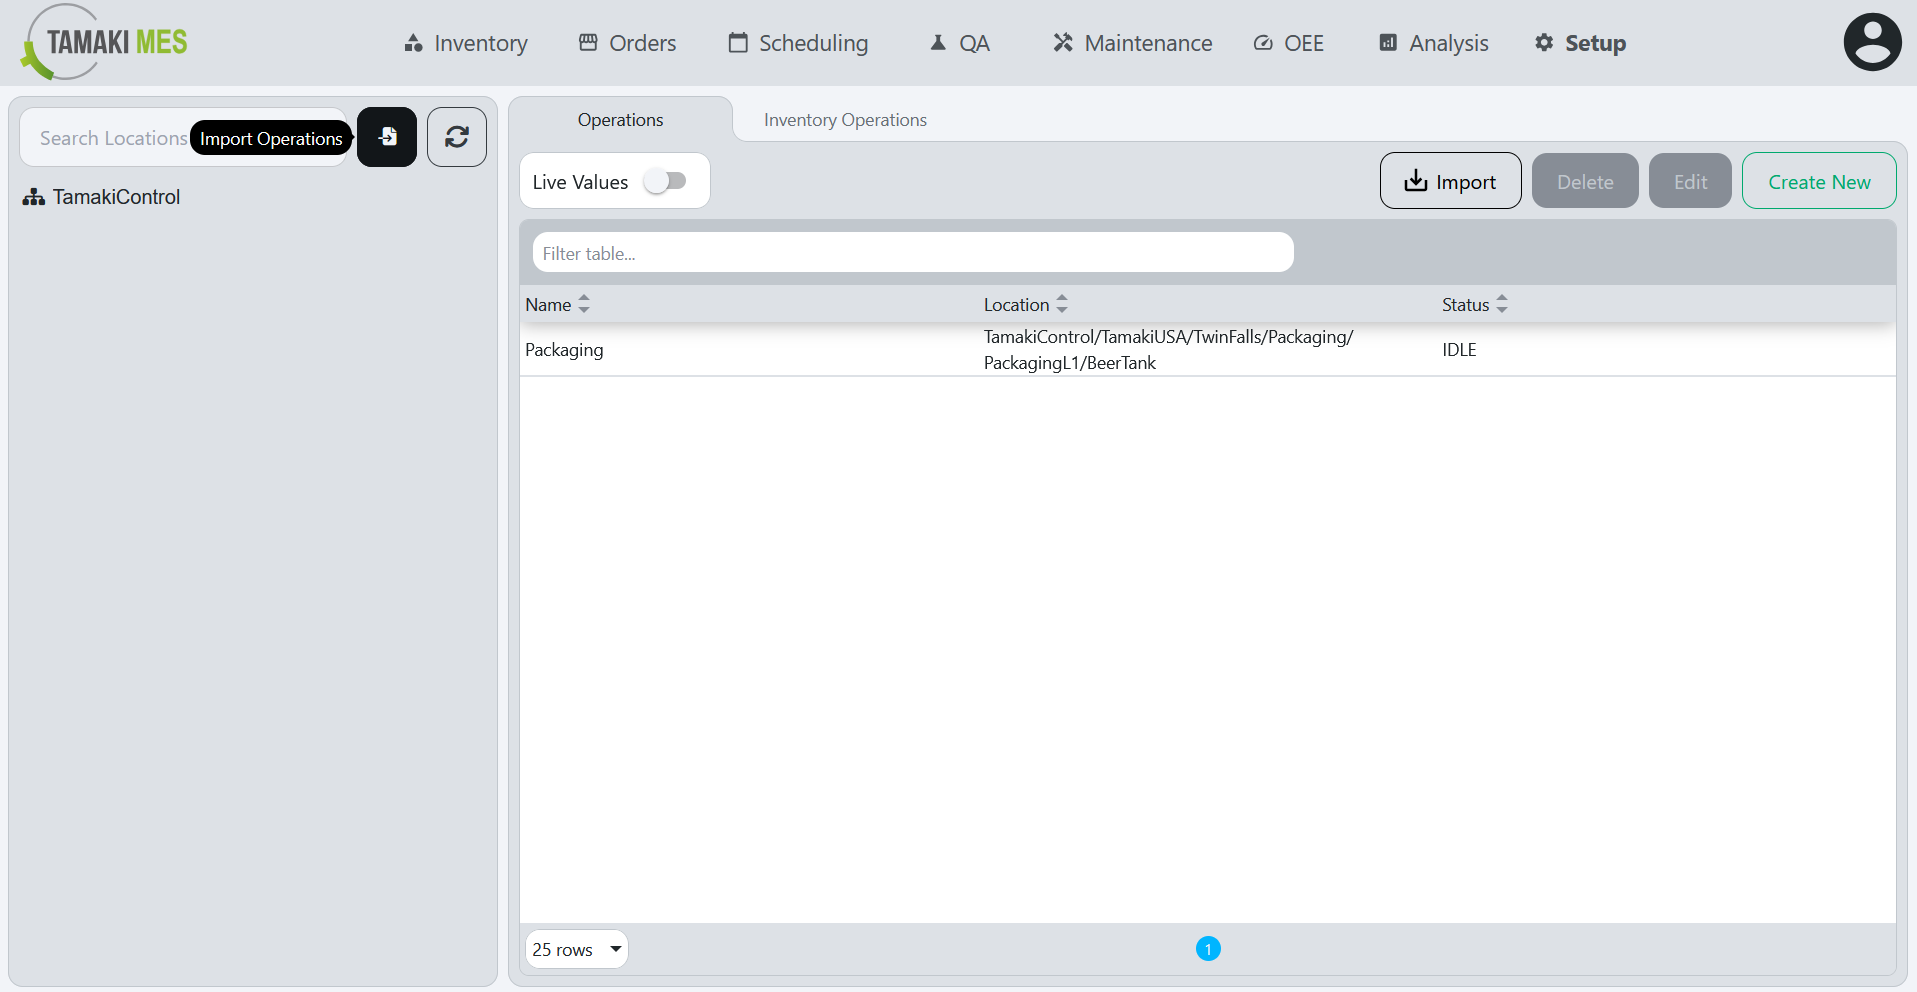 TAMAKI MES
Inventory
Orders
Scheduling
QA
Maintenance
OEE
Analysis
Setup
Search Locations
Import Operations
TamakiControl
Operations
Inventory Operations
Live Values
Import
Delete
Edit
Create New
Filter table...
Name
Location
Status
Packaging
TamakiControl/TamakiUSA/TwinFalls/Packaging/
PackagingL1/BeerTank
IDLE
25 rows
1